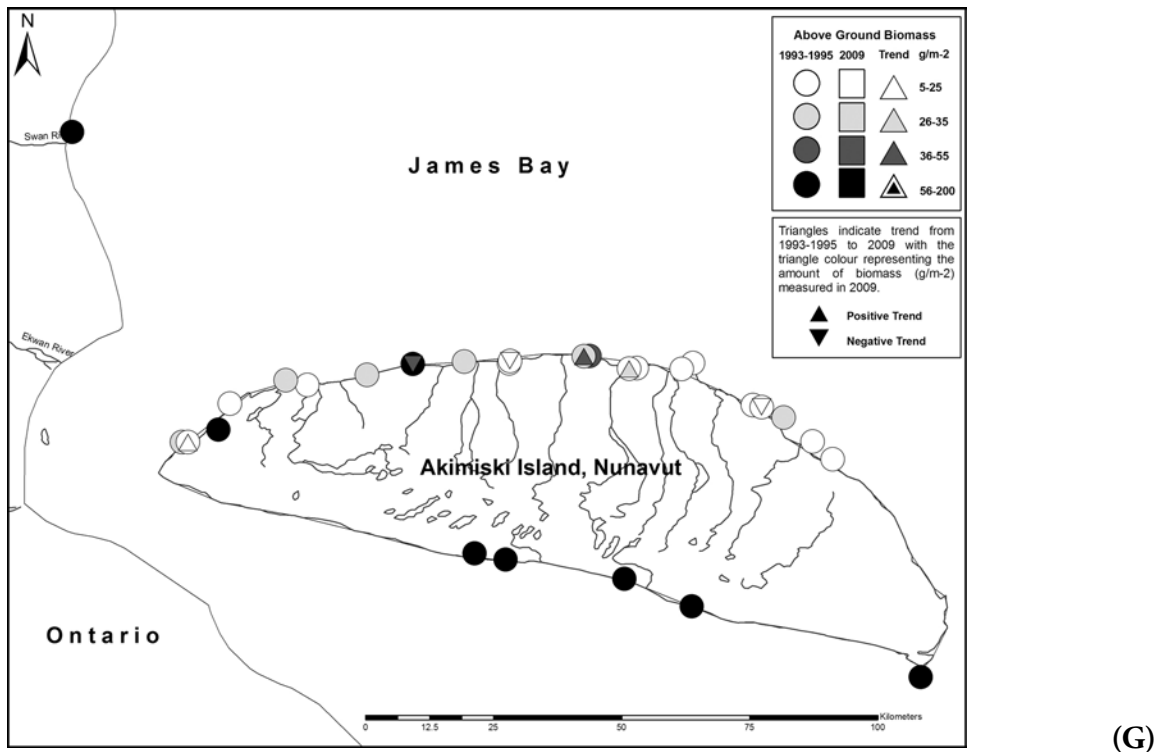 N
Swan Ri
James Bay
Ekwan River
Akimiski Island, Nunavut
Ontario
Above Ground Biomass
1993-1995 2009 Trend g/m-2
5-25
26-35
36-55
56-200
Triangles indicate trend from
1993-1995 to 2009 with the
triangle colour representing the
amount of biomass (g/m-2)
measured in 2009.
Positive Trend
Negative Trend
Kilometers
0 12.5 25 50 75 100
(G)